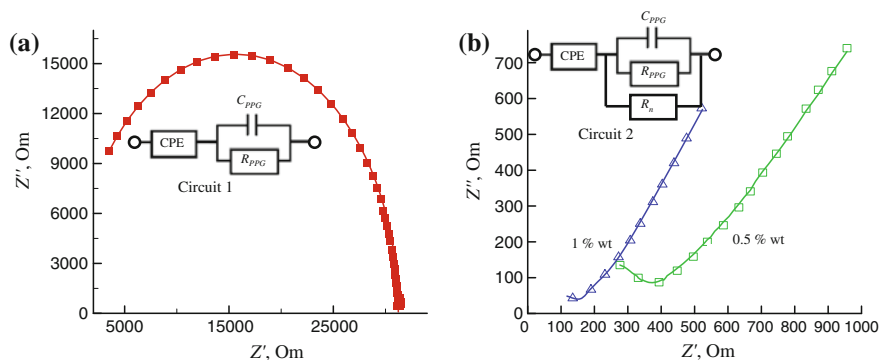 (a)
Z'', Om
15000
12000
9000
6000
3000
0
CPE
C_PPG
R_PPG
Circuit 1
5000 15000 25000
Z', Om
(b)
Z'', Om
700
600
500
400
300
200
100
0
CPE
C_PPG
R_PPG
R_n
Circuit 2
1 % wt
0.5 % wt
0 100 200 300 400 500 600 700 800 900 1000
Z', Om